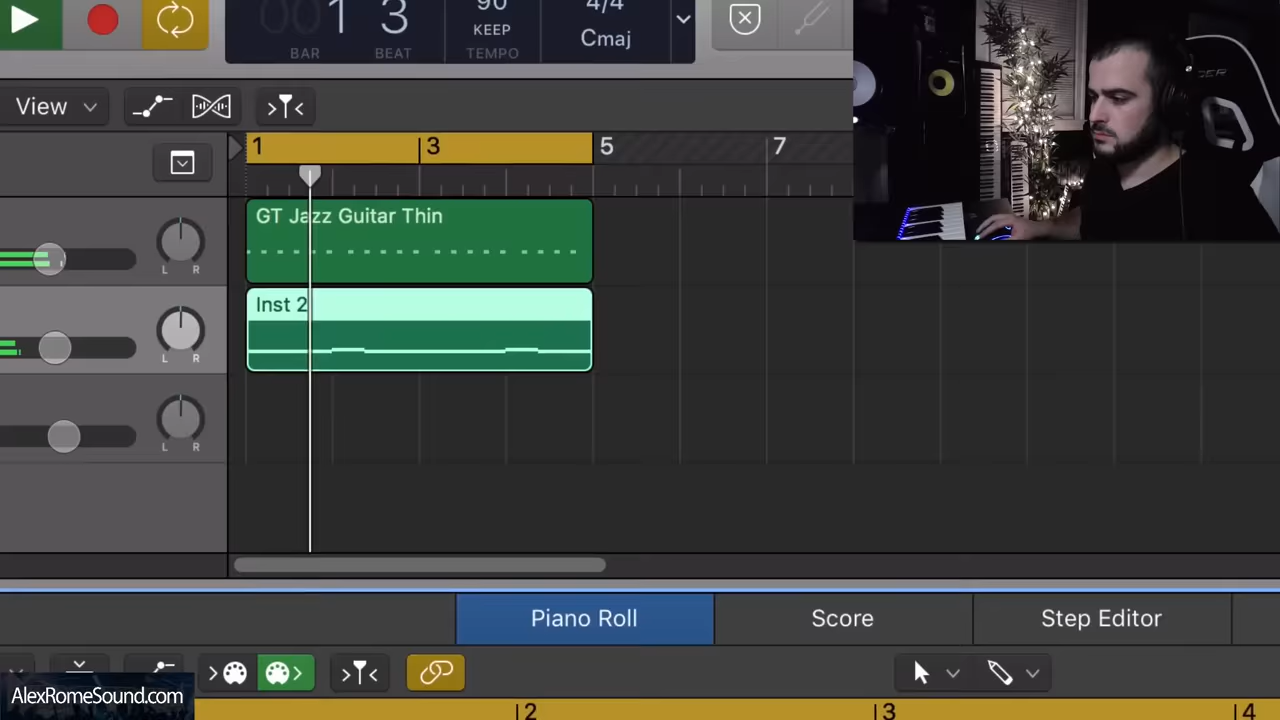 1 3 90 4/4
KEEP Cmaj
BAR BEAT TEMPO
View
1 3 5 7
GT Jazz Guitar Thin
L R
Inst 2
L R
L R
Piano Roll Score Step Editor
AlexRomeSound.com
2 3 4